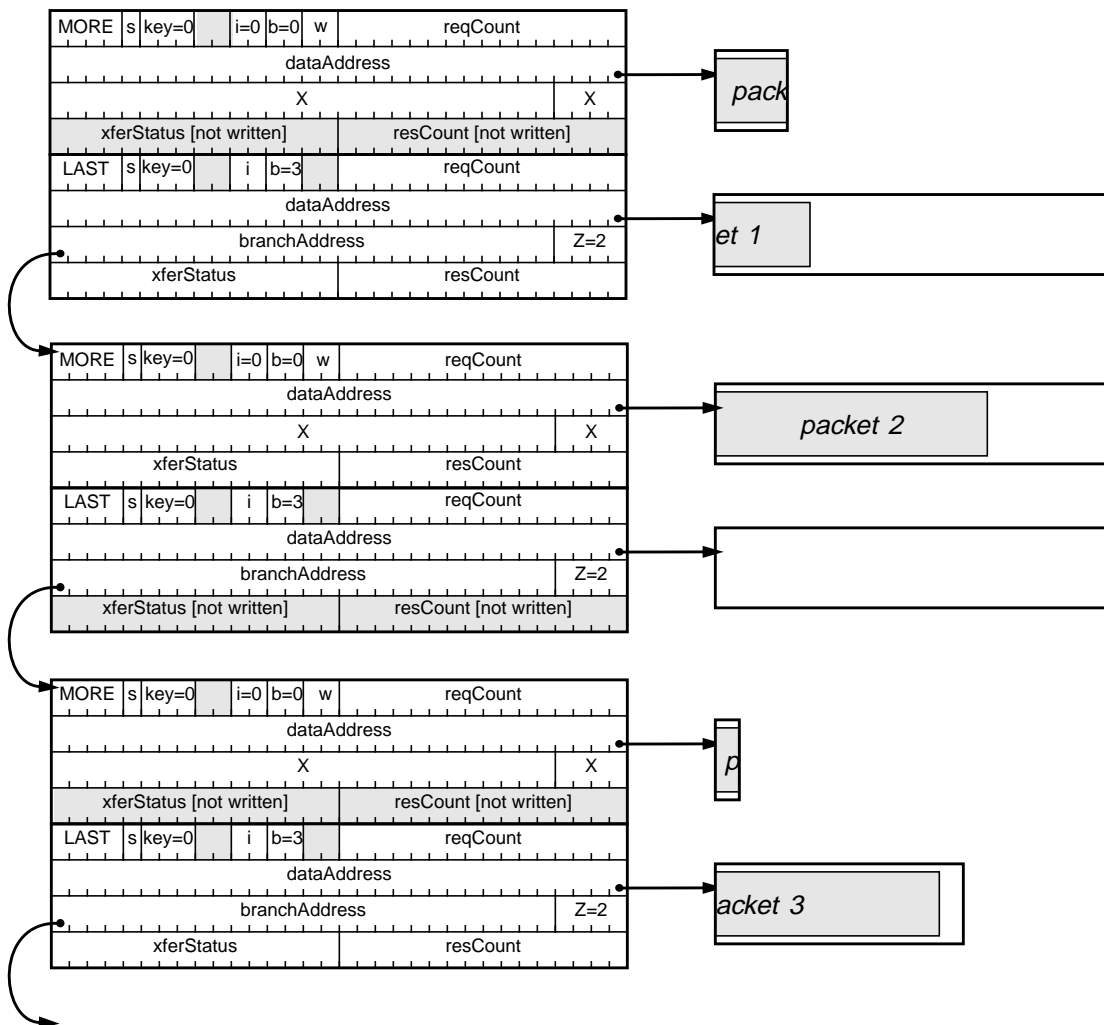 MORE s key=0 i=0 b=0 w reqCount
dataAddress
pack
X X
xferStatus [not written] resCount [not written]
LAST s key=0 i b=3 reqCount
dataAddress
et 1
branchAddress Z=2
xferStatus resCount
MORE s key=0 i=0 b=0 w reqCount
dataAddress
packet 2
X X
xferStatus resCount
LAST s key=0 i b=3 reqCount
dataAddress
branchAddress Z=2
xferStatus [not written] resCount [not written]
MORE s key=0 i=0 b=0 w reqCount
dataAddress
p
X X
xferStatus [not written] resCount [not written]
LAST s key=0 i b=3 reqCount
dataAddress
acket 3
branchAddress Z=2
xferStatus resCount